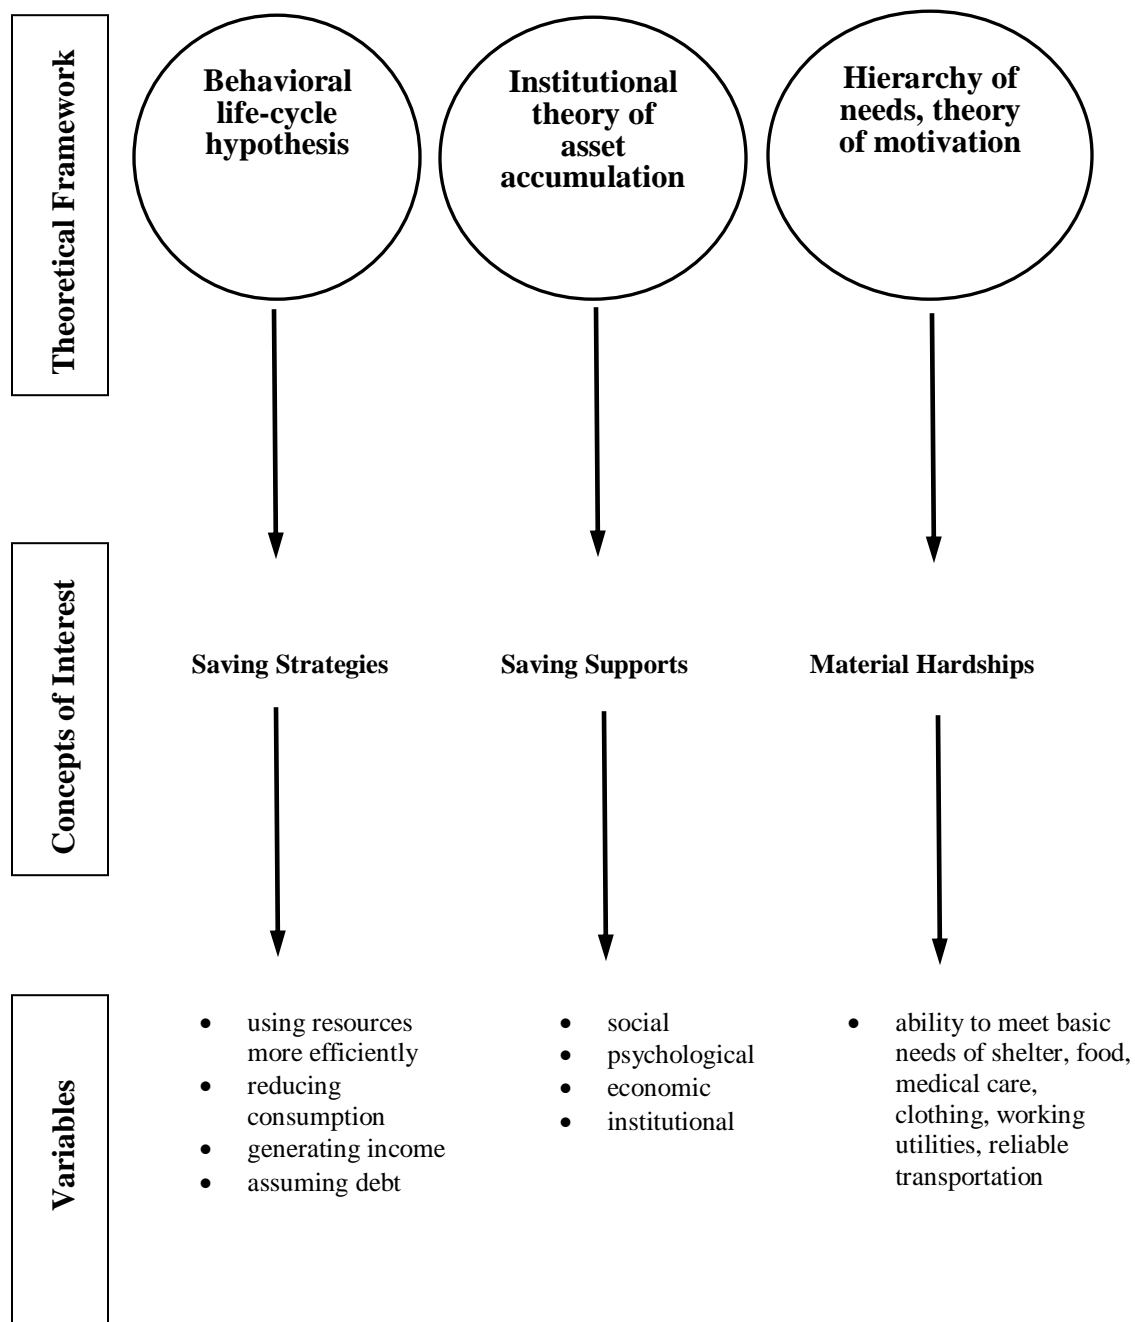 Theoretical Framework
Behavioral
life-cycle
hypothesis
Institutional
theory of
asset
accumulation
Hierarchy of
needs, theory
of motivation
Concepts of Interest
Saving Strategies
Saving Supports
Material Hardships
Variables
• using resources
more efficiently
• reducing
consumption
• generating income
• assuming debt
• social
• psychological
• economic
• institutional
• ability to meet basic
needs of shelter, food,
medical care,
clothing, working
utilities, reliable
transportation